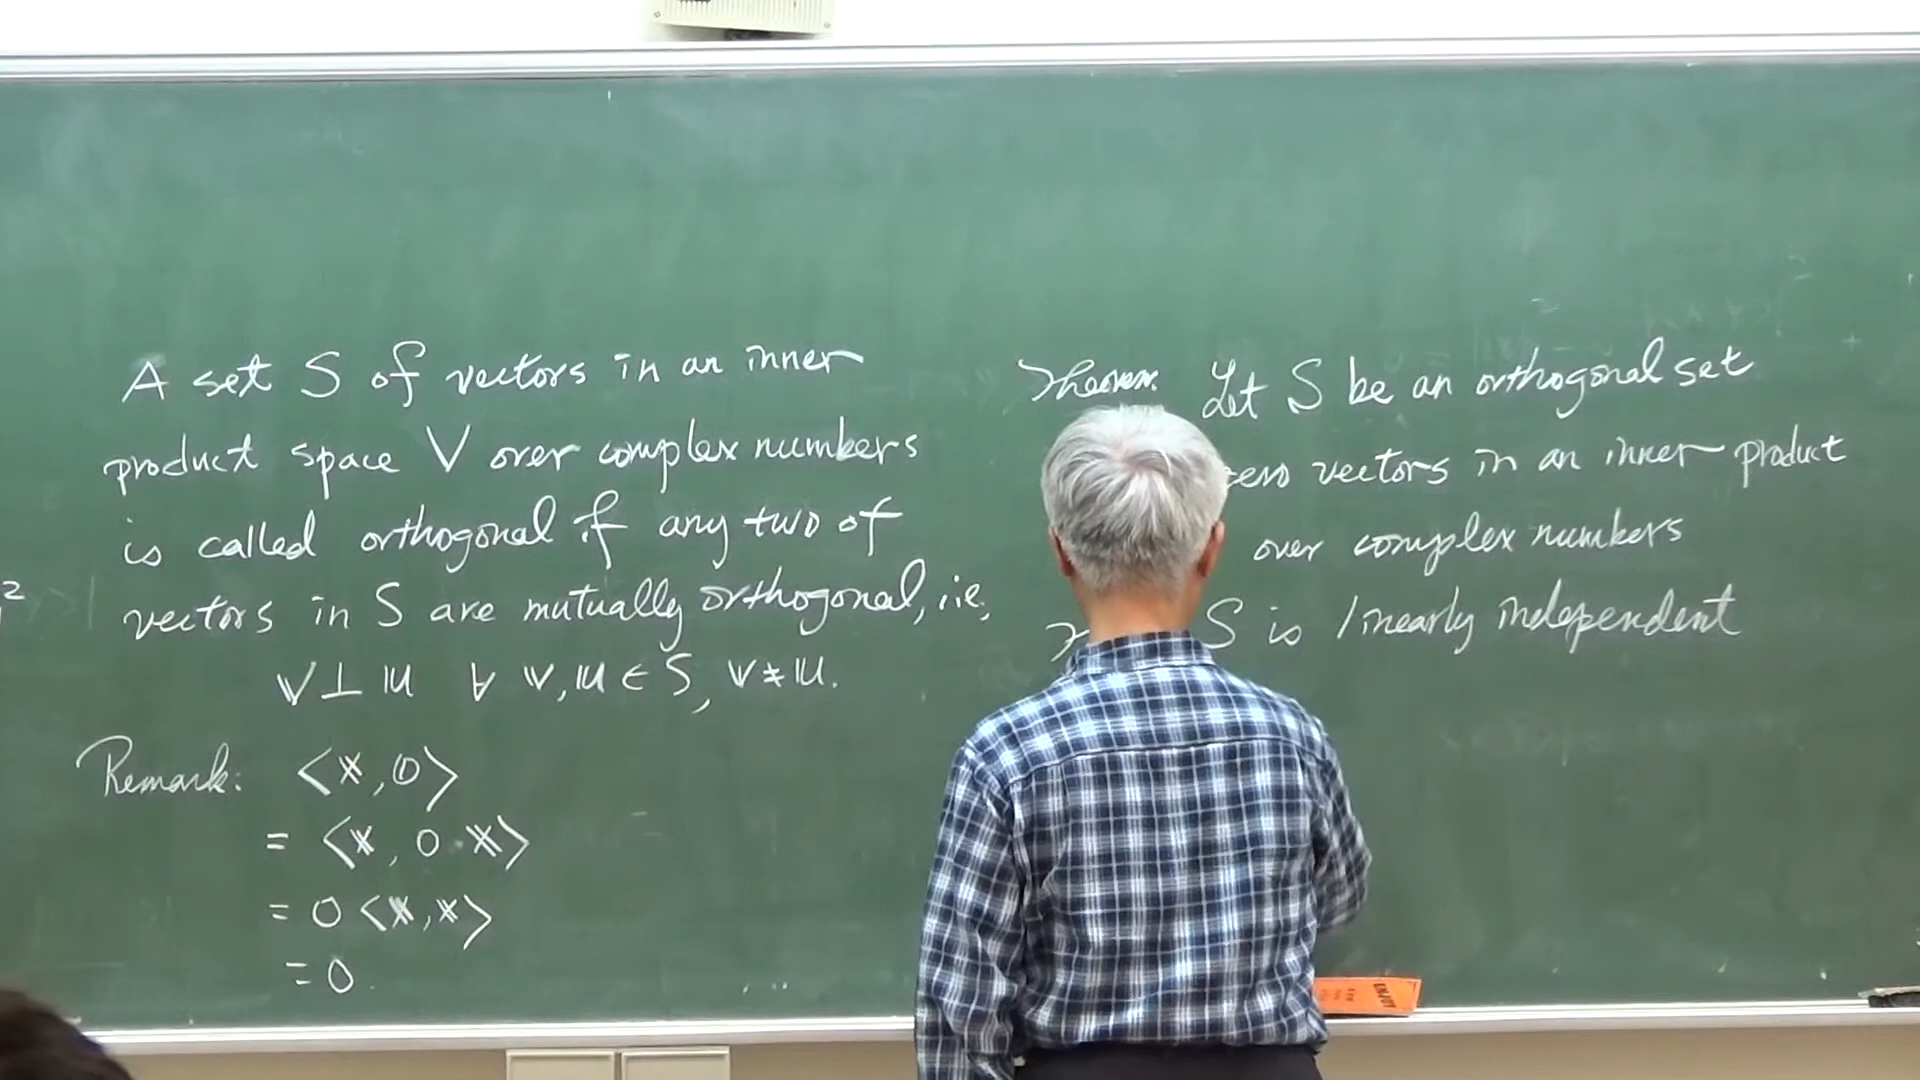 A set S of vectors in an inner
product space V over complex numbers
is called orthogonal if any two of
vectors in S are mutually orthogonal, i.e.,
𝕧 ⊥ 𝕦 ∀ 𝕧, 𝕦 ∈ S, 𝕧 ≠ 𝕦.
Remark: <𝕩, 𝟘>
= <𝕩, 0·𝕩>
= 0 <𝕩, 𝕩>
= 0.
Theorem: Let S be an orthogonal set
zero vectors in an inner product
over complex numbers
S is linearly independent
2
ENJOY